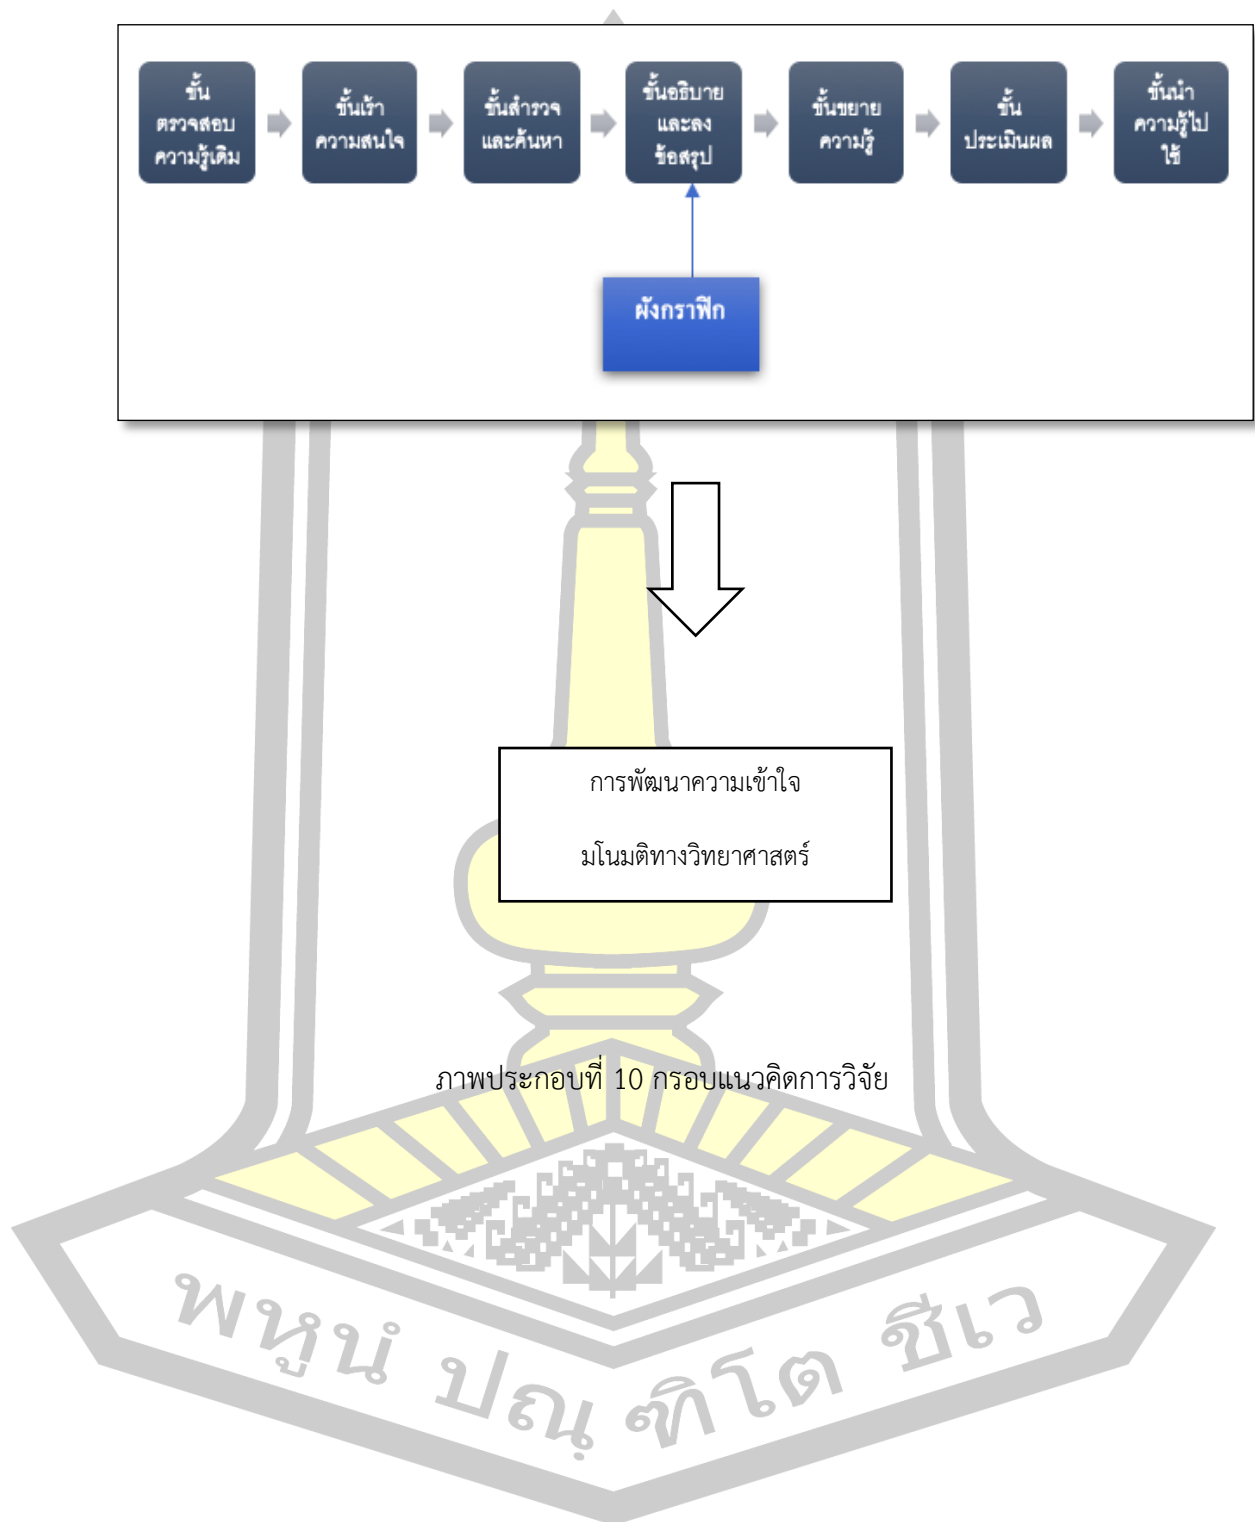 ขั้น
ตรวจสอบ
ความรู้เดิม
ขั้นเร้า
ความสนใจ
ขั้นสำรวจ
และค้นหา
ขั้นอธิบาย
และลง
ข้อสรุป
ขั้นขยาย
ความรู้
ขั้น
ประเมินผล
ขั้นนำ
ความรู้ไป
ใช้
ผังกราฟิก
การพัฒนาความเข้าใจ
มโนมติทางวิทยาศาสตร์
ภาพประกอบที่ 10 กรอบแนวคิดการวิจัย
พหูนํ ปณฺฑิโต ชีเว